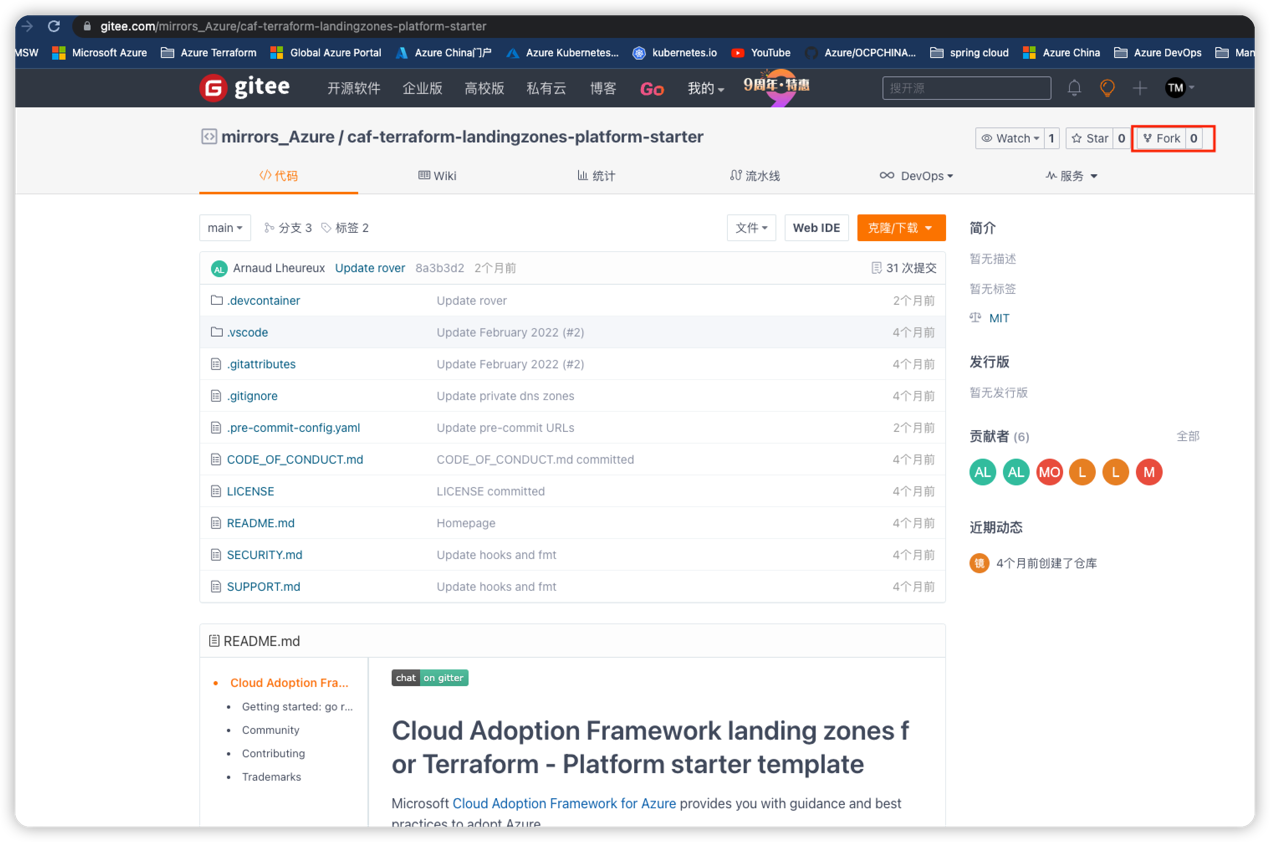 gitee.com/mirrors_Azure/caf-terraform-landingzones-platform-starter
MSW Microsoft Azure Azure Terraform Global Azure Portal Azure China门户 Azure Kubernetes... kubernetes.io YouTube Azure/OCPCHINA... spring cloud Azure China Azure DevOps Man
gitee 开源软件 企业版 高校版 私有云 博客 Go 我的 9周年·特惠 搜开源 TM
mirrors_Azure / caf-terraform-landingzones-platform-starter Watch 1 Star 0 Fork 0
代码 Wiki 统计 流水线 DevOps 服务
main 分支 3 标签 2 文件 Web IDE 克隆/下载
AL Arnaud Lheureux Update rover 8a3b3d2 2个月前 31 次提交
.devcontainer Update rover 2个月前
.vscode Update February 2022 (#2) 4个月前
.gitattributes Update February 2022 (#2) 4个月前
.gitignore Update private dns zones 4个月前
.pre-commit-config.yaml Update pre-commit URLs 2个月前
CODE_OF_CONDUCT.md CODE_OF_CONDUCT.md committed 4个月前
LICENSE LICENSE committed 4个月前
README.md Homepage 4个月前
SECURITY.md Update hooks and fmt 4个月前
SUPPORT.md Update hooks and fmt 4个月前
简介
暂无描述
暂无标签
MIT
发行版
暂无发行版
贡献者 (6) 全部
AL AL MO L L M
近期动态
镜 4个月前创建了仓库
README.md
Cloud Adoption Fra...
Getting started: go r...
Community
Contributing
Trademarks
chat on gitter
Cloud Adoption Framework landing zones f
or Terraform - Platform starter template
Microsoft Cloud Adoption Framework for Azure provides you with guidance and best
practices to adopt Azure.